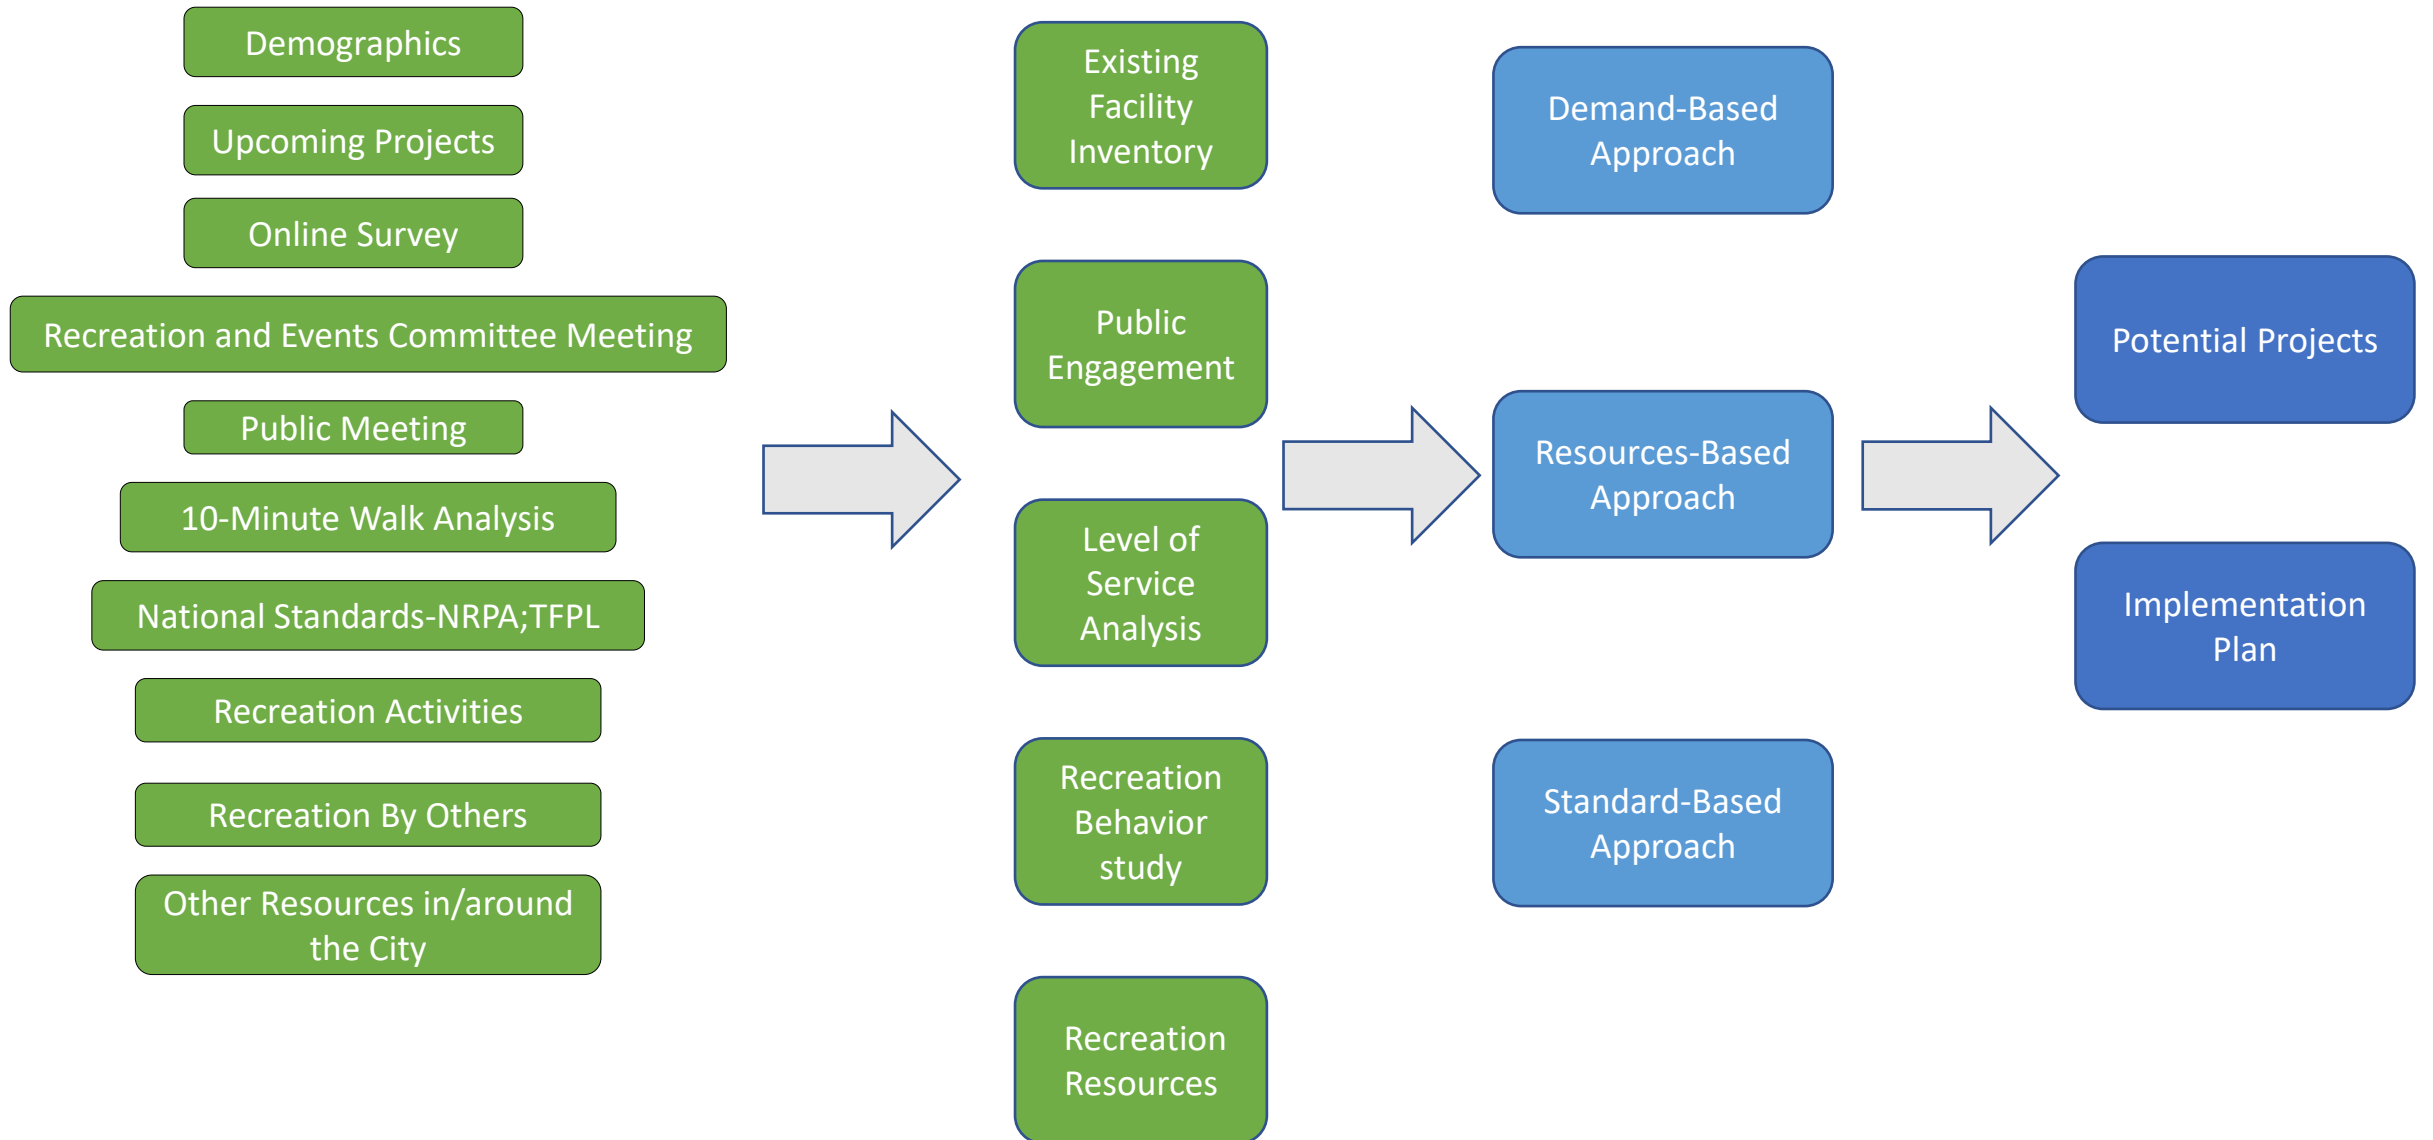 Demographics
Upcoming Projects
Online Survey
Recreation and Events Committee Meeting
Public Meeting
10-Minute Walk Analysis
National Standards-NRPA;TFPL
Recreation Activities
Recreation By Others
Other Resources in/around
the City
Existing
Facility
Inventory
Public
Engagement
Level of
Service
Analysis
Recreation
Behavior
study
Recreation
Resources
Demand-Based
Approach
Resources-Based
Approach
Standard-Based
Approach
Potential Projects
Implementation
Plan